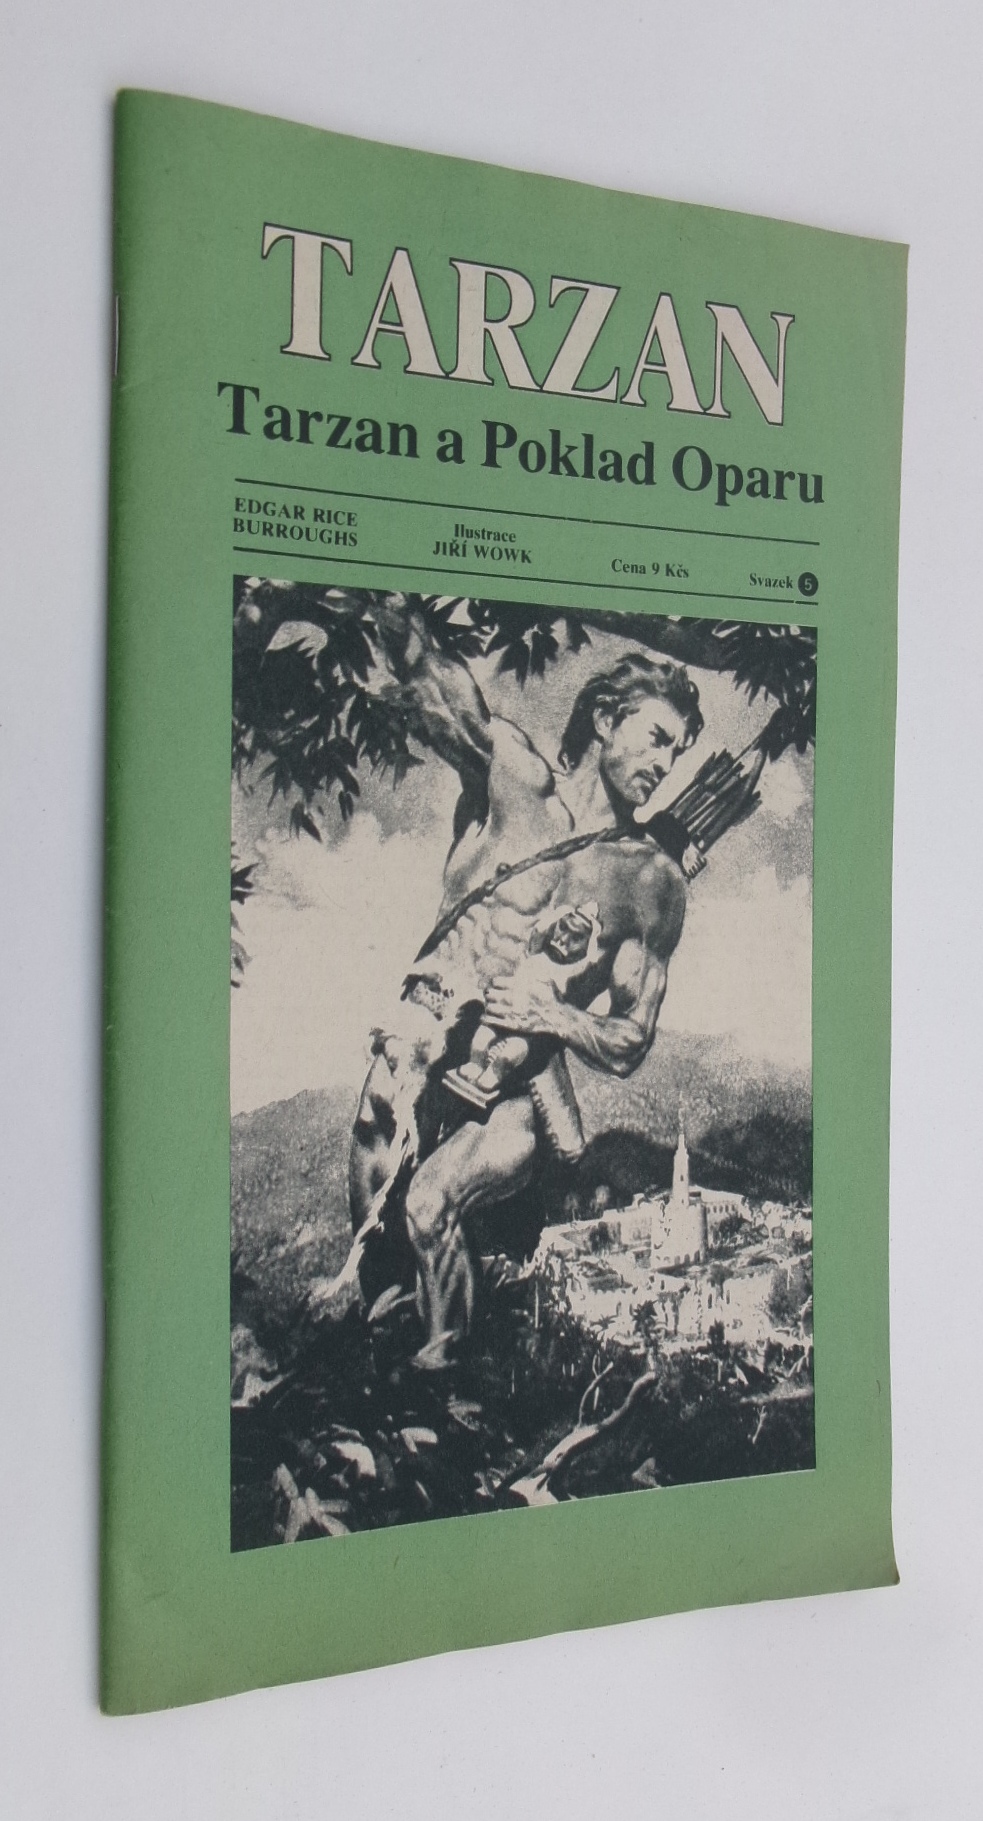 TARZAN
Tarzan a Poklad Oparu
EDGAR RICE
BURROUGHS
Ilustrace
JIŘÍ WOWK
Cena 9 Kčs
Svazek 5